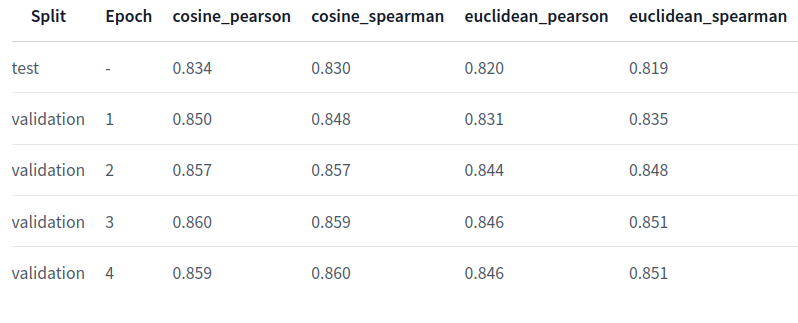 Split Epoch cosine_pearson cosine_spearman euclidean_pearson euclidean_spearman
test - 0.834 0.830 0.820 0.819
validation 1 0.850 0.848 0.831 0.835
validation 2 0.857 0.857 0.844 0.848
validation 3 0.860 0.859 0.846 0.851
validation 4 0.859 0.860 0.846 0.851